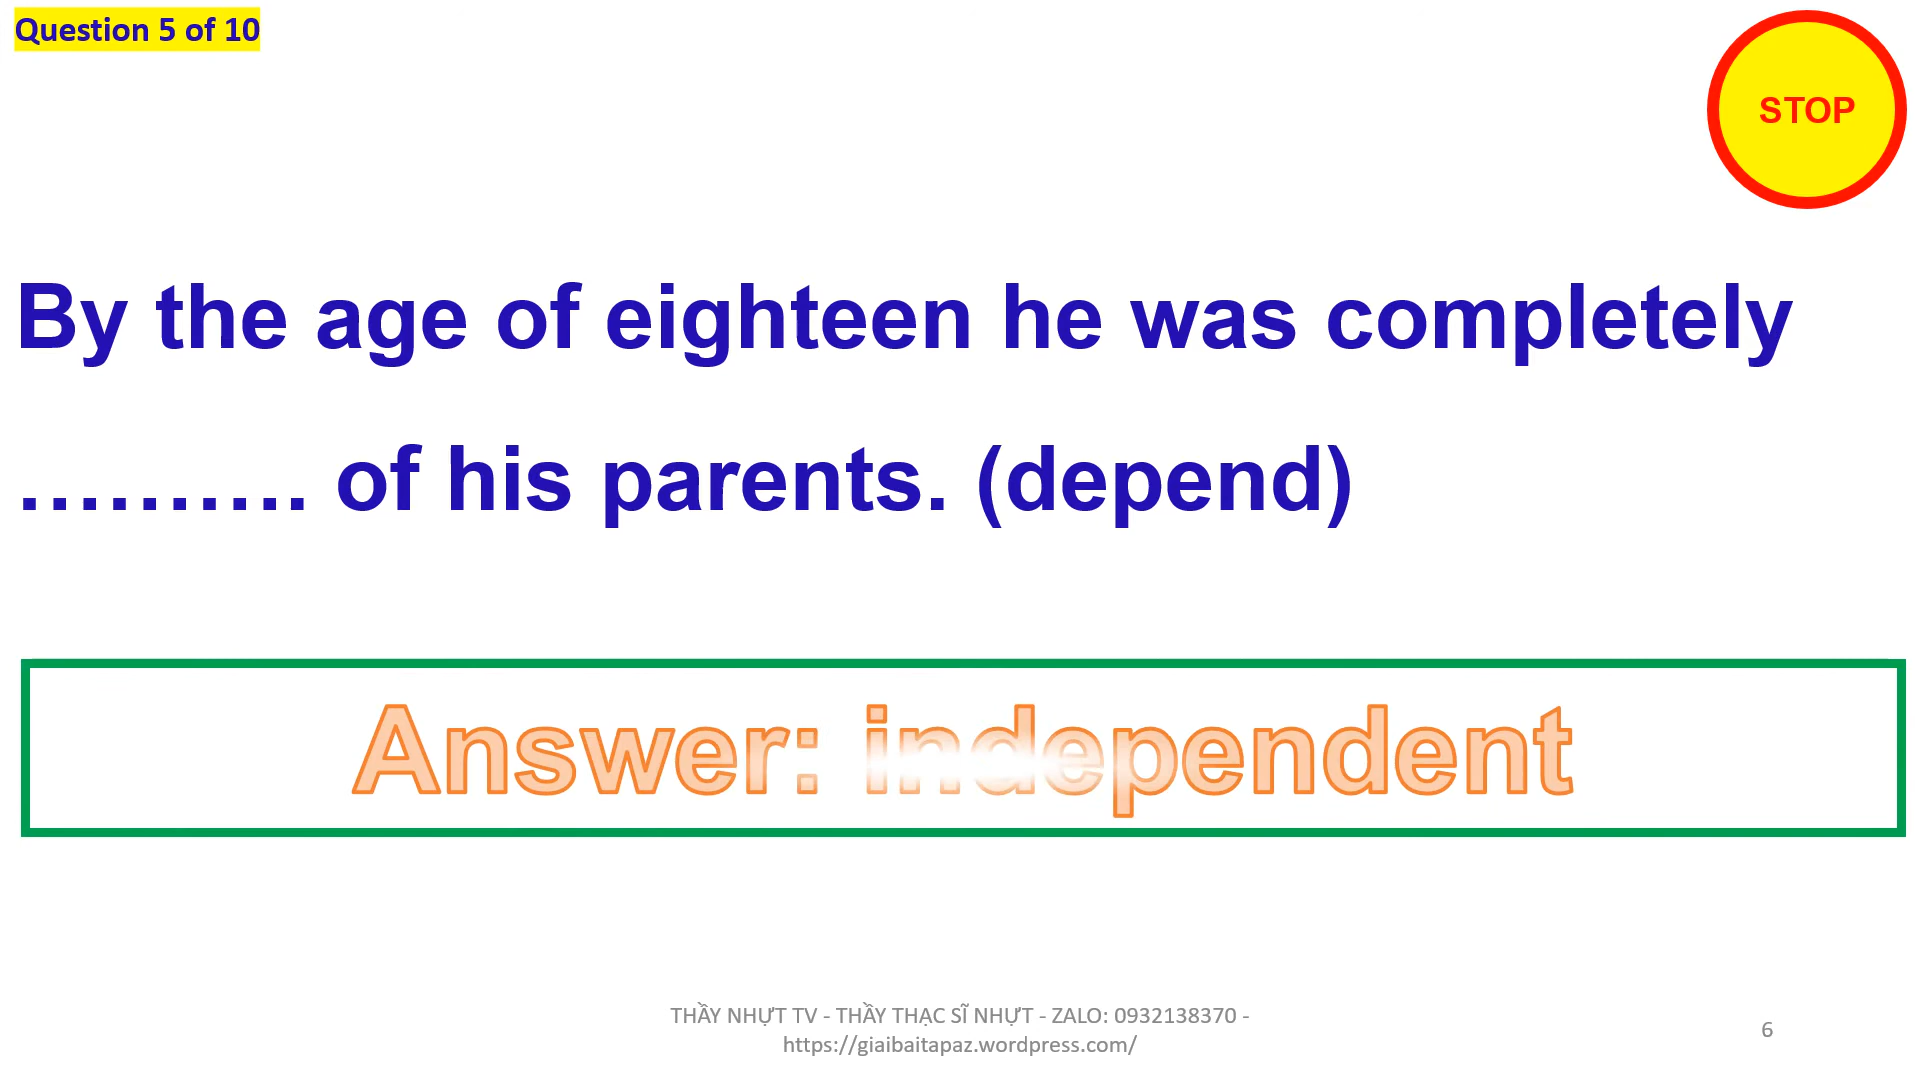 Question 5 of 10
STOP
By the age of eighteen he was completely
………. of his parents. (depend)
Answer: independent
THẦY NHỰT TV - THẦY THẠC SĨ NHỰT - ZALO: 0932138370 -
https://giaibaitapaz.wordpress.com/
6